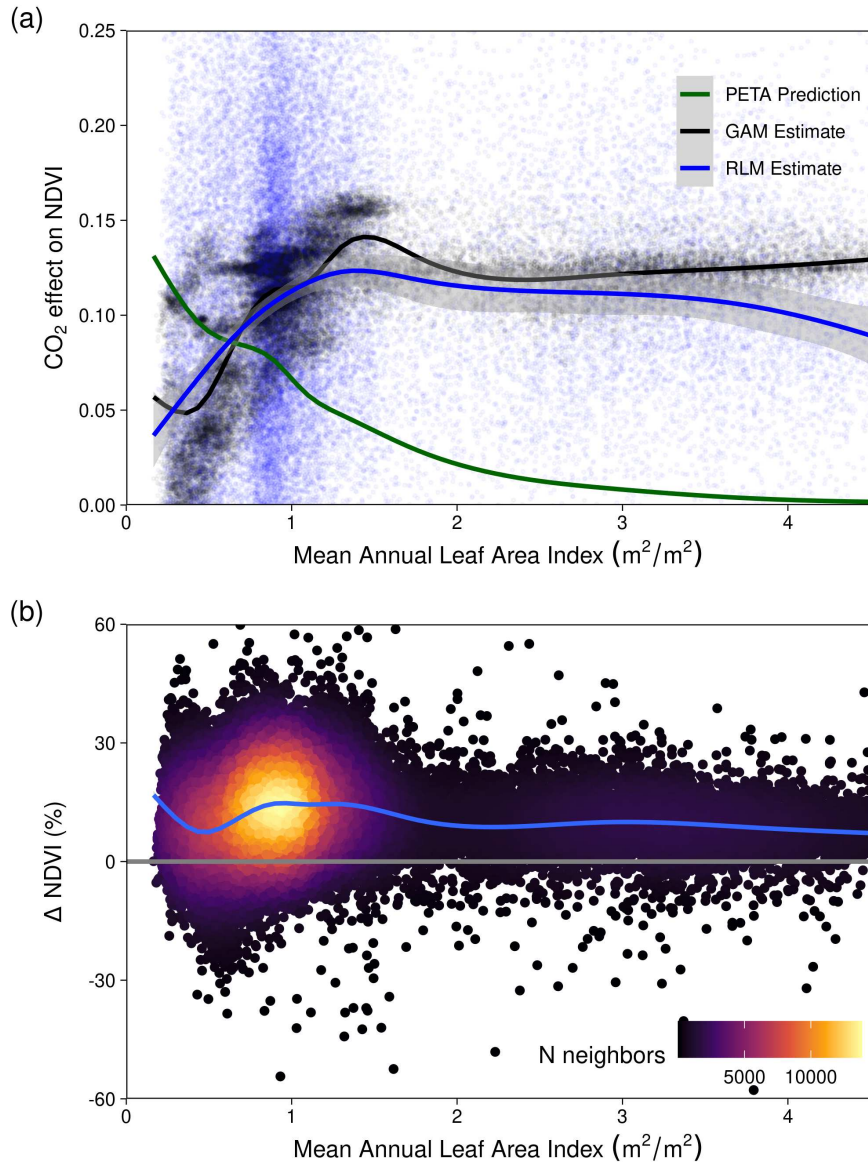 (a)
0.25
0.20
0.15
0.10
0.05
0.00
CO₂ effect on NDVI
PETA Prediction
GAM Estimate
RLM Estimate
0 1 2 3 4
Mean Annual Leaf Area Index (m²/m²)
(b)
60
30
0
-30
-60
Δ NDVI (%)
N neighbors
5000 10000
0 1 2 3 4
Mean Annual Leaf Area Index (m²/m²)